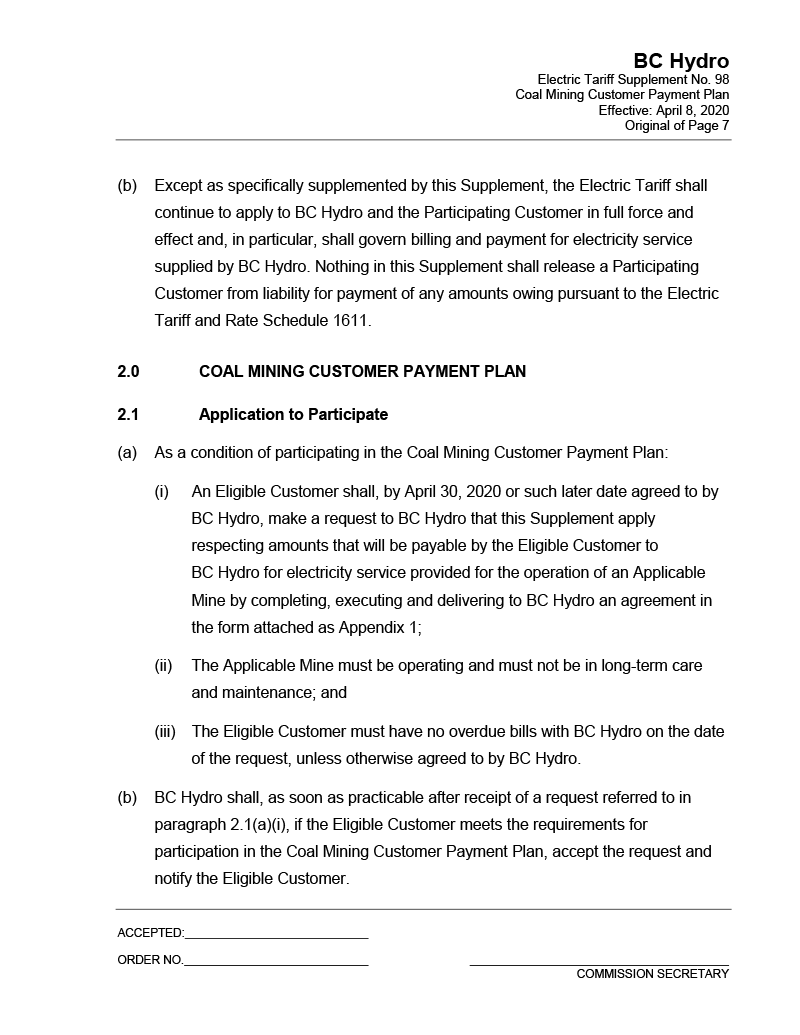 BC Hydro
Electric Tariff Supplement No. 98
Coal Mining Customer Payment Plan
Effective: April 8, 2020
Original of Page 7
(b) Except as specifically supplemented by this Supplement, the Electric Tariff shall
continue to apply to BC Hydro and the Participating Customer in full force and
effect and, in particular, shall govern billing and payment for electricity service
supplied by BC Hydro. Nothing in this Supplement shall release a Participating
Customer from liability for payment of any amounts owing pursuant to the Electric
Tariff and Rate Schedule 1611.
2.0 COAL MINING CUSTOMER PAYMENT PLAN
2.1 Application to Participate
(a) As a condition of participating in the Coal Mining Customer Payment Plan:
(i) An Eligible Customer shall, by April 30, 2020 or such later date agreed to by
BC Hydro, make a request to BC Hydro that this Supplement apply
respecting amounts that will be payable by the Eligible Customer to
BC Hydro for electricity service provided for the operation of an Applicable
Mine by completing, executing and delivering to BC Hydro an agreement in
the form attached as Appendix 1;
(ii) The Applicable Mine must be operating and must not be in long-term care
and maintenance; and
(iii) The Eligible Customer must have no overdue bills with BC Hydro on the date
of the request, unless otherwise agreed to by BC Hydro.
(b) BC Hydro shall, as soon as practicable after receipt of a request referred to in
paragraph 2.1(a)(i), if the Eligible Customer meets the requirements for
participation in the Coal Mining Customer Payment Plan, accept the request and
notify the Eligible Customer.
ACCEPTED:
ORDER NO.
COMMISSION SECRETARY